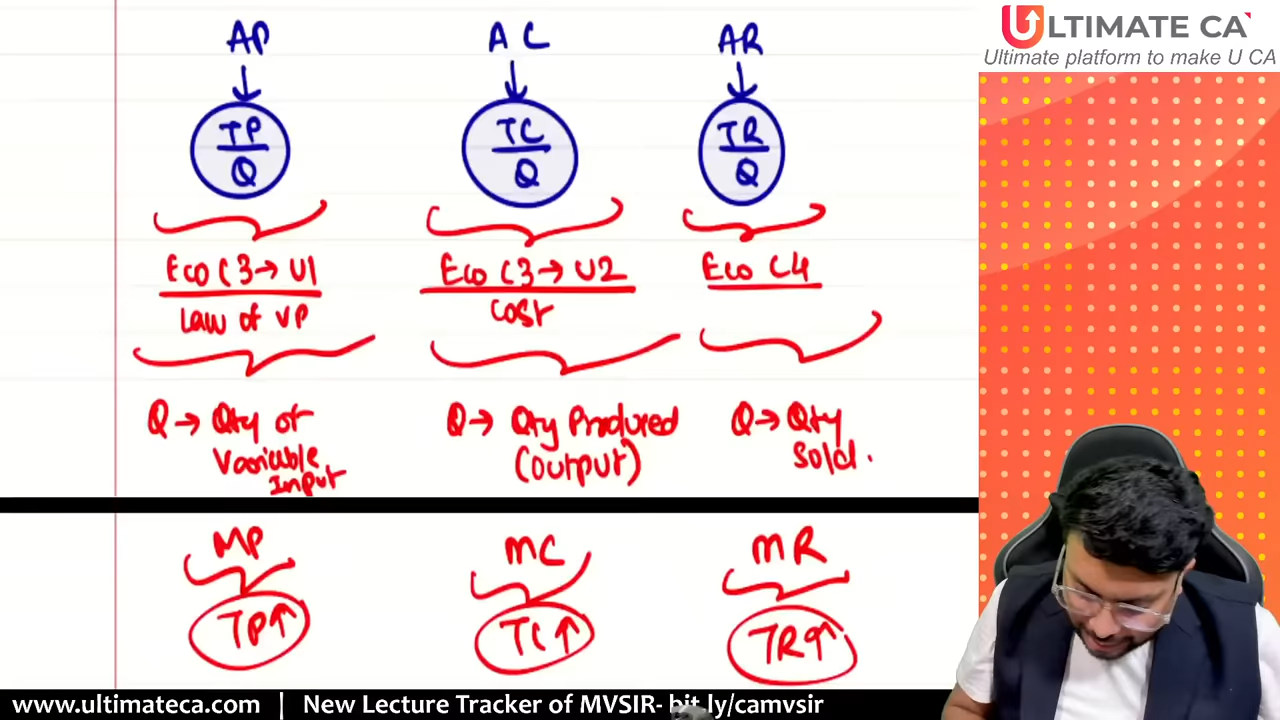 ULTIMATE CA
Ultimate platform to make U CA
AP AC AR
TP/Q TC/Q TR/Q
Eco C3→U1 Eco C3→U2 Eco C4
Law of VP Cost
Q→ Qty of Q→ Qty Produced Q→ Qty
Variable (Output) Sold.
Input
MP MC MR
TP↑ TC↑ TR↑
www.ultimateca.com | New Lecture Tracker of MVSIR- bit.ly/camvsir